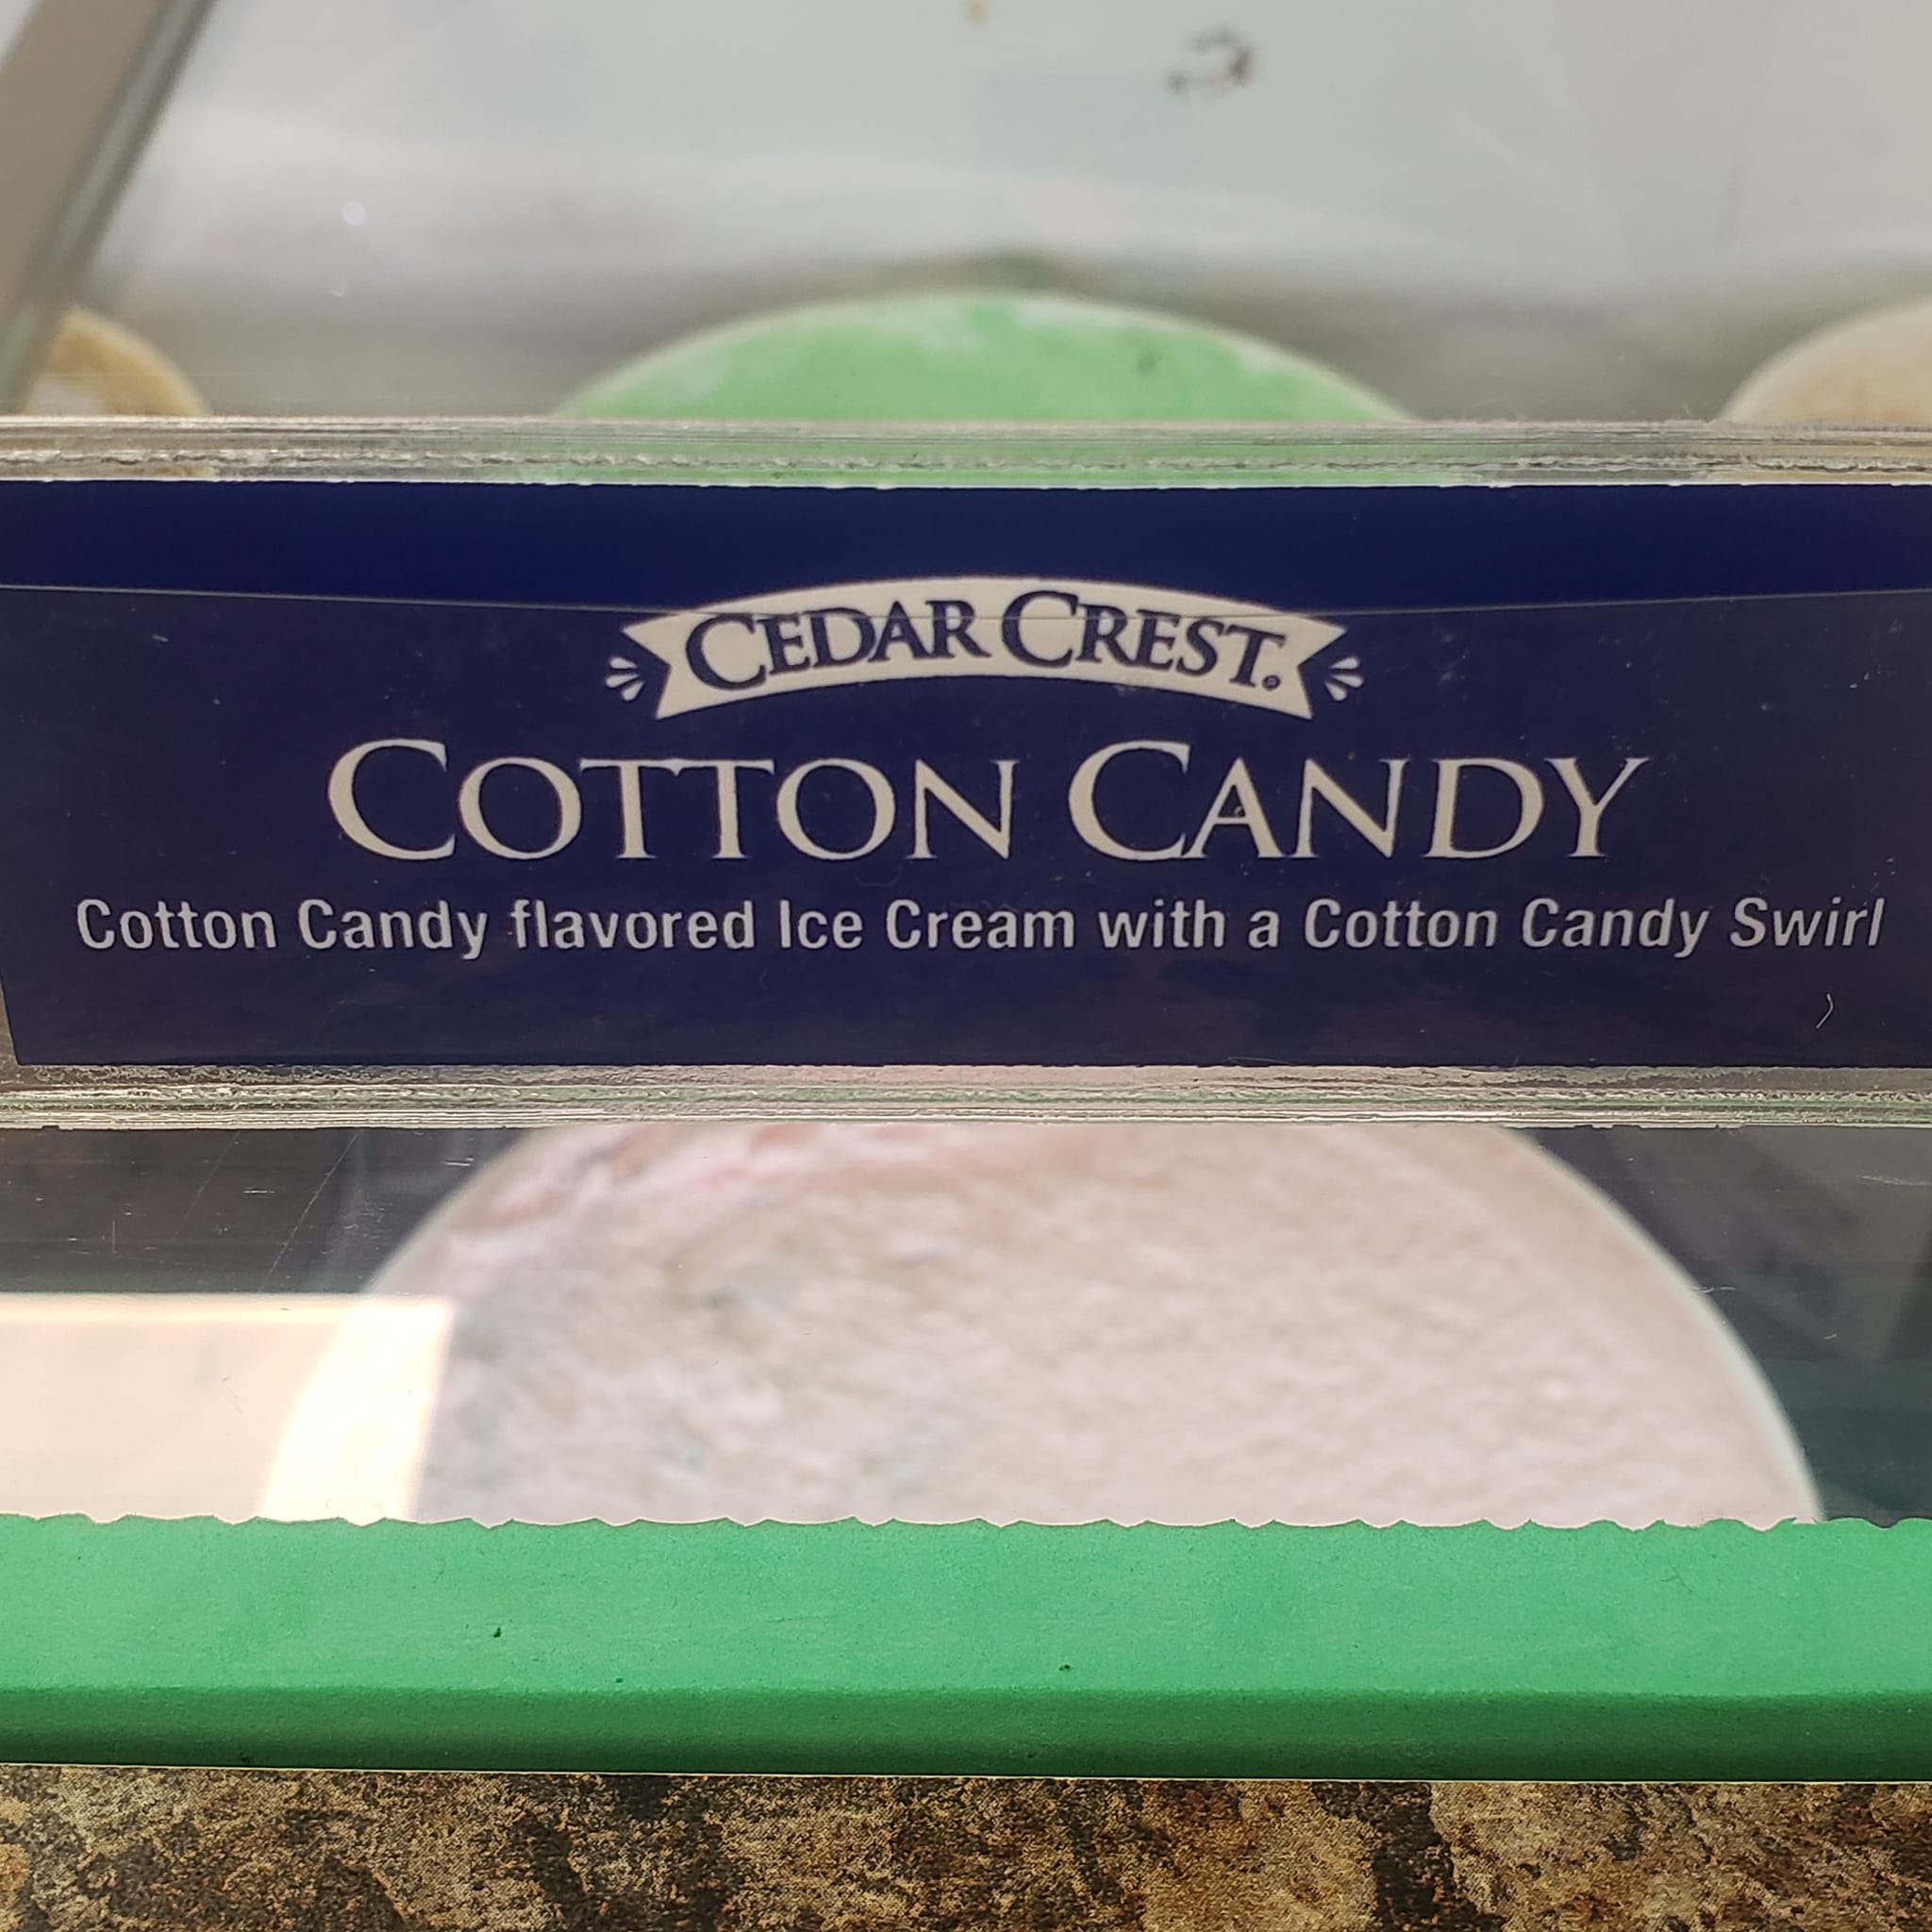 CEDAR CREST.
COTTON CANDY
Cotton Candy flavored Ice Cream with a Cotton Candy Swirl